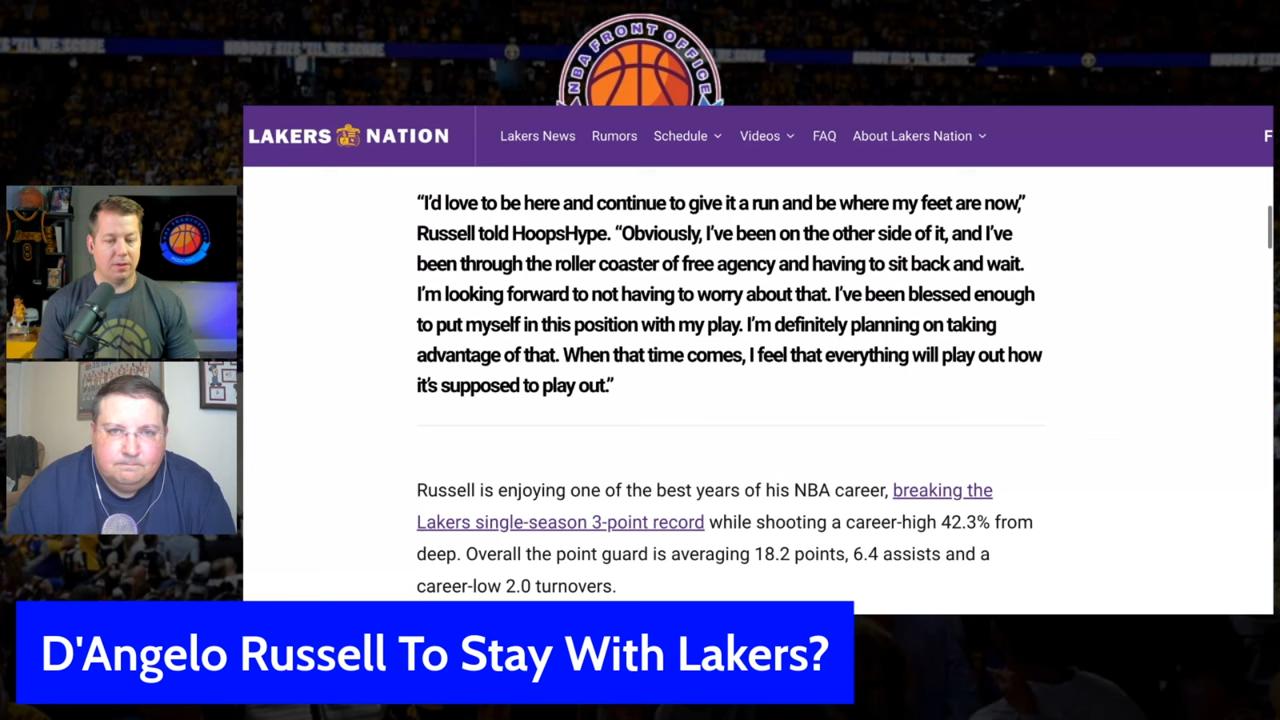 NBA FRONT OFFICE
LAKERS NATION
Lakers News Rumors Schedule Videos FAQ About Lakers Nation
F
“I’d love to be here and continue to give it a run and be where my feet are now,”
Russell told HoopsHype. “Obviously, I’ve been on the other side of it, and I’ve
been through the roller coaster of free agency and having to sit back and wait.
I’m looking forward to not having to worry about that. I’ve been blessed enough
to put myself in this position with my play. I’m definitely planning on taking
advantage of that. When that time comes, I feel that everything will play out how
it’s supposed to play out.”
Russell is enjoying one of the best years of his NBA career, breaking the
Lakers single-season 3-point record while shooting a career-high 42.3% from
deep. Overall the point guard is averaging 18.2 points, 6.4 assists and a
career-low 2.0 turnovers.
D'Angelo Russell To Stay With Lakers?